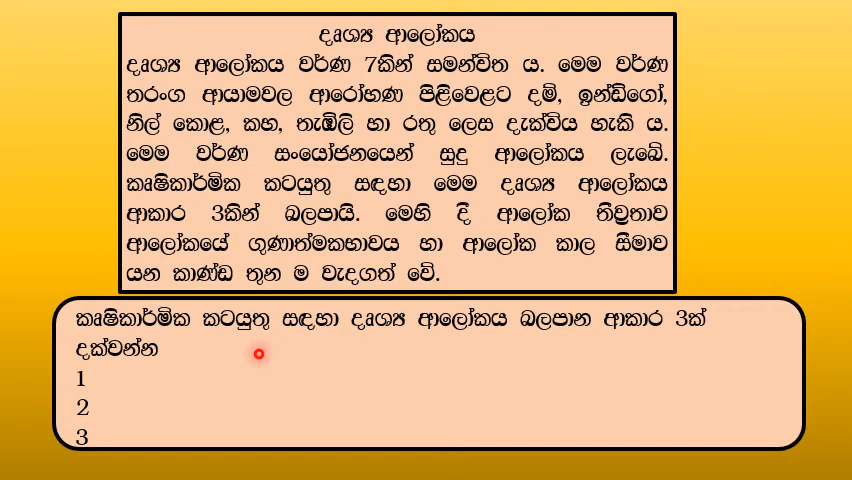 දෘශ්‍ය ආලෝකය
දෘශ්‍ය ආලෝකය වර්ණ 7කින් සමන්විත ය. මෙම වර්ණ
තරංග ආයාමවල ආරෝහණ පිළිවෙළට දම්, ඉන්ඩිගෝ,
නිල් කොළ, කහ, තැඹිලි හා රතු ලෙස දැක්විය හැකි ය.
මෙම වර්ණ සංයෝජනයෙන් සුදු ආලෝකය ලැබේ.
කෘෂිකාර්මික කටයුතු සඳහා මෙම දෘශ්‍ය ආලෝකය
ආකාර 3කින් බලපායි. මෙහි දී ආලෝක තීව්‍රතාව
ආලෝකයේ ගුණාත්මකභාවය හා ආලෝක කාල සීමාව
යන කාණ්ඩ තුන ම වැදගත් වේ.
කෘෂිකාර්මික කටයුතු සඳහා දෘශ්‍ය ආලෝකය බලපාන ආකාර 3ක්
දක්වන්න
1
2
3